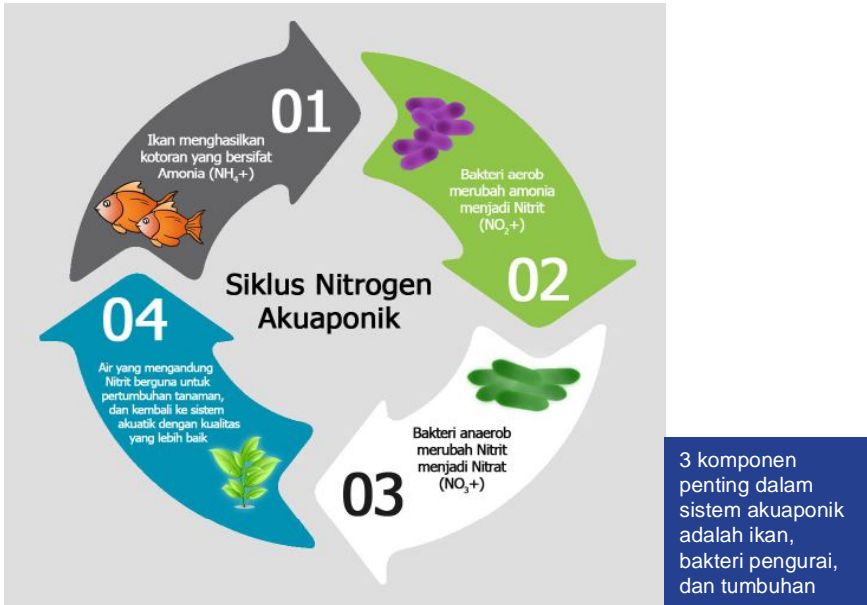 Siklus Nitrogen
Akuaponik
01
Ikan menghasilkan
kotoran yang bersifat
Amonia (NH₄+)
Bakteri aerob
merubah amonia
menjadi Nitrit
(NO₂+)
02
Bakteri anaerob
merubah Nitrit
menjadi Nitrat
(NO₃+)
03
04
Air yang mengandung
Nitrit berguna untuk
pertumbuhan tanaman,
dan kembali ke sistem
akuatik dengan kualitas
yang lebih baik
3 komponen
penting dalam
sistem akuaponik
adalah ikan,
bakteri pengurai,
dan tumbuhan